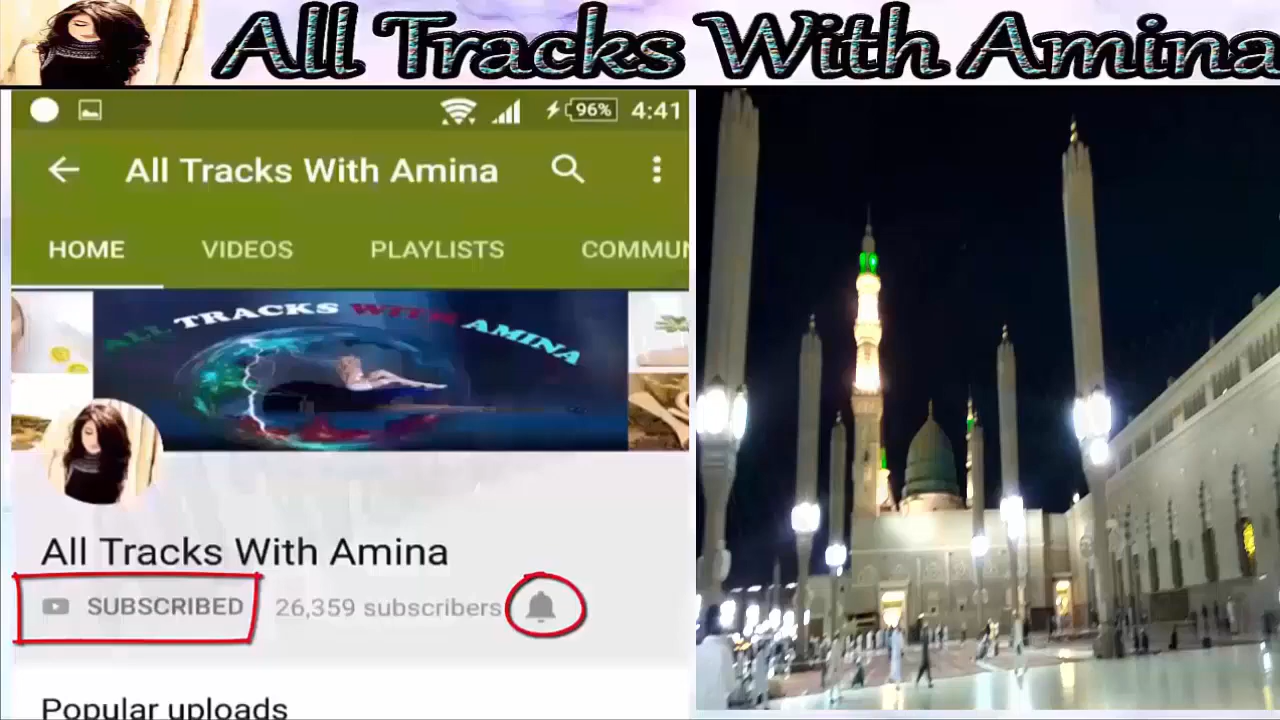 All Tracks With Amina
96% 4:41
All Tracks With Amina
HOME VIDEOS PLAYLISTS COMMUN
ALL TRACKS WITH AMINA
All Tracks With Amina
SUBSCRIBED 26,359 subscribers
Popular uploads